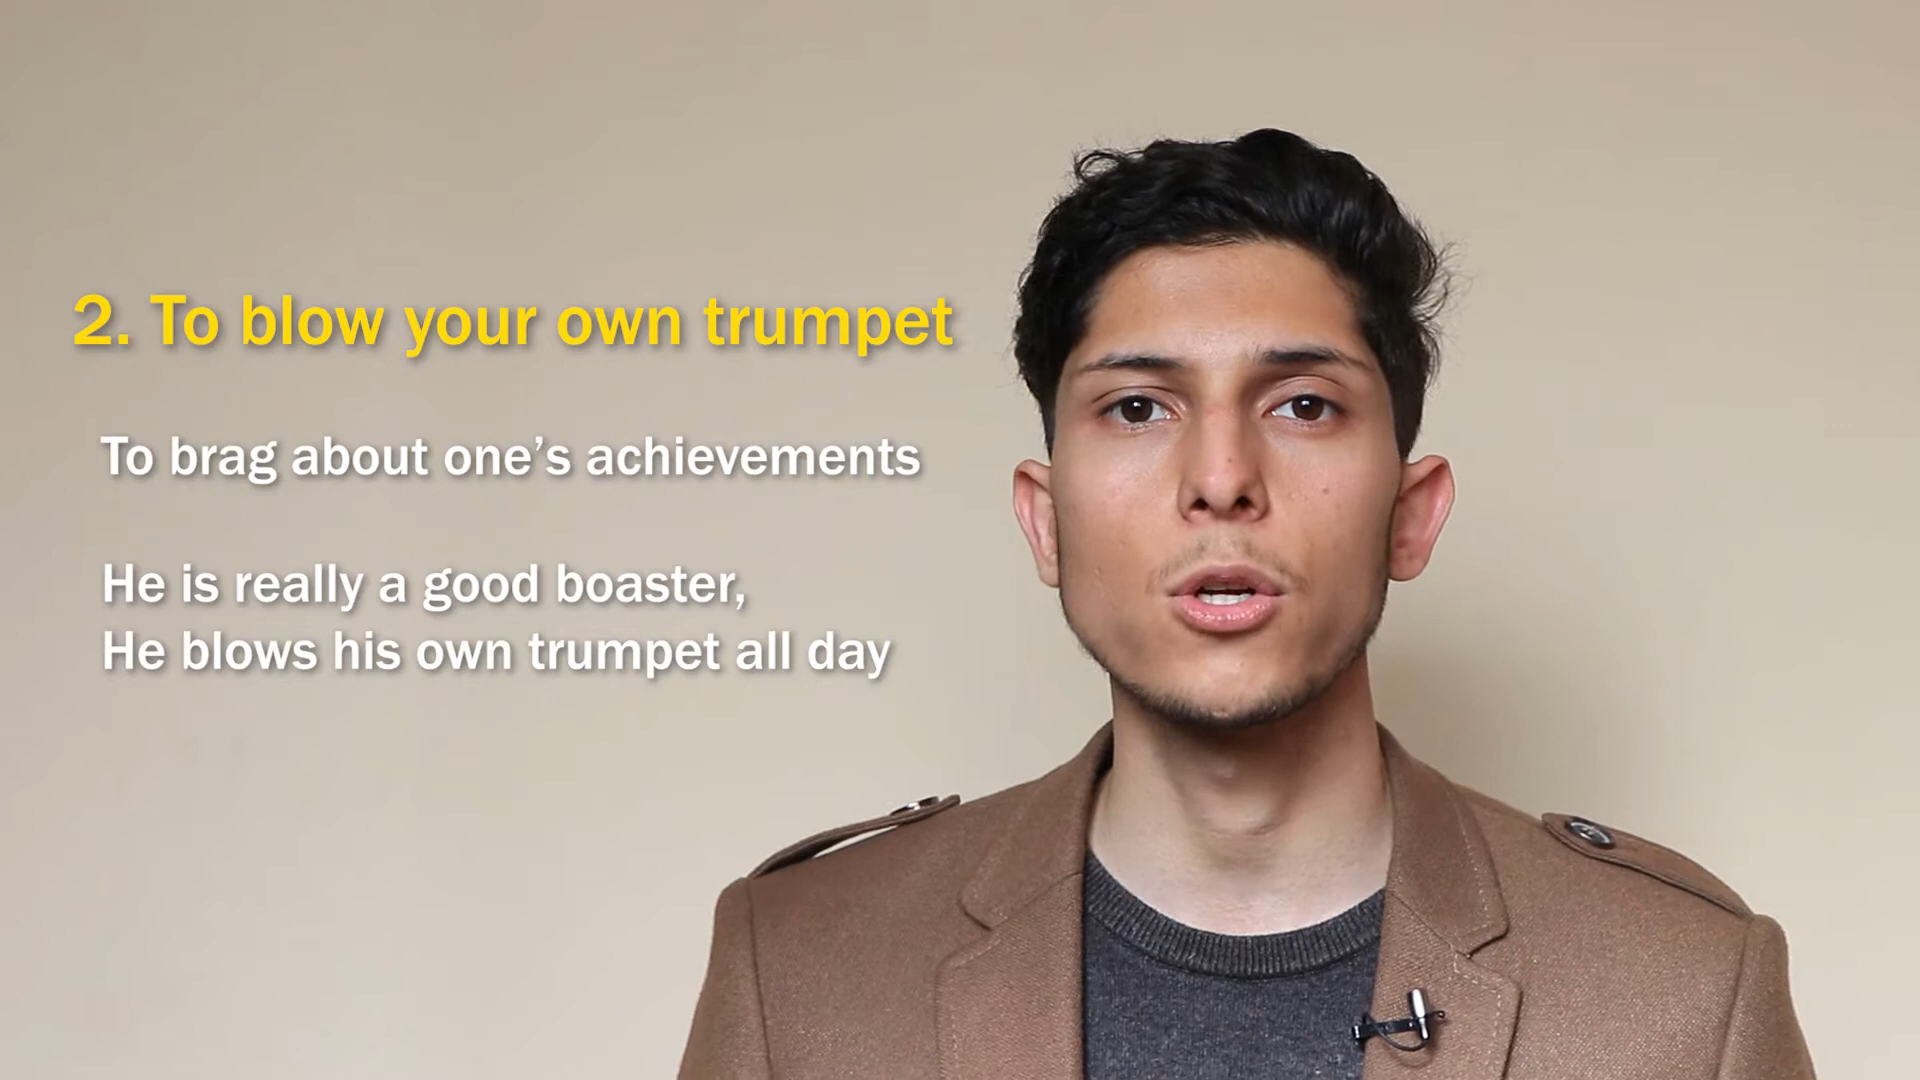 2. To blow your own trumpet
To brag about one’s achievements
He is really a good boaster,
He blows his own trumpet all day